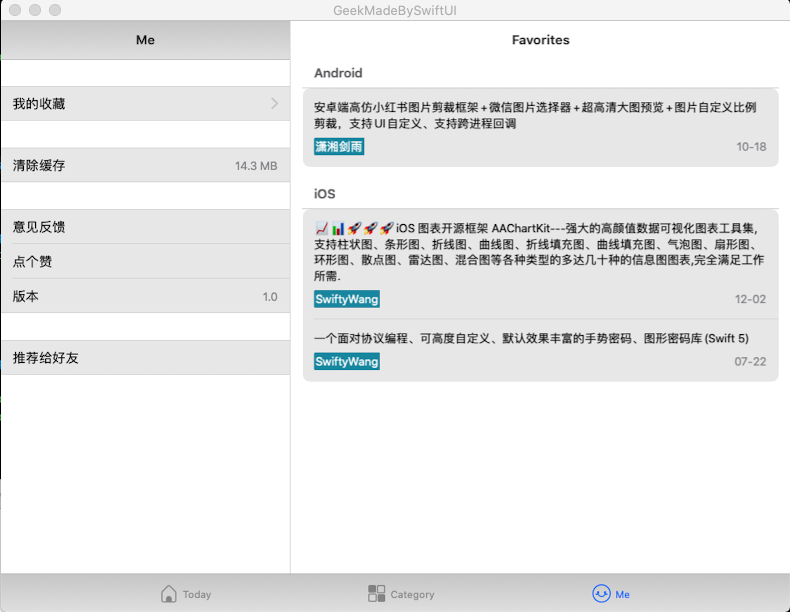 GeekMadeBySwiftUI
Me
我的收藏
清除缓存 14.3 MB
意见反馈
点个赞
版本 1.0
推荐给好友
Favorites
Android
安卓端高仿小红书图片剪裁框架+微信图片选择器+超高清大图预览+图片自定义比例
剪裁，支持 UI 自定义、支持跨进程回调
潇湘剑雨 10-18
iOS
📈📊🚀🚀🚀iOS 图表开源框架 AAChartKit---强大的高颜值数据可视化图表工具集,
支持柱状图、条形图、折线图、曲线图、折线填充图、曲线填充图、气泡图、扇形图、
环形图、散点图、雷达图、混合图等各种类型的多达几十种的信息图图表,完全满足工作
所需.
SwiftyWang 12-02
一个面对协议编程、可高度自定义、默认效果丰富的手势密码、图形密码库 (Swift 5)
SwiftyWang 07-22
Today Category Me